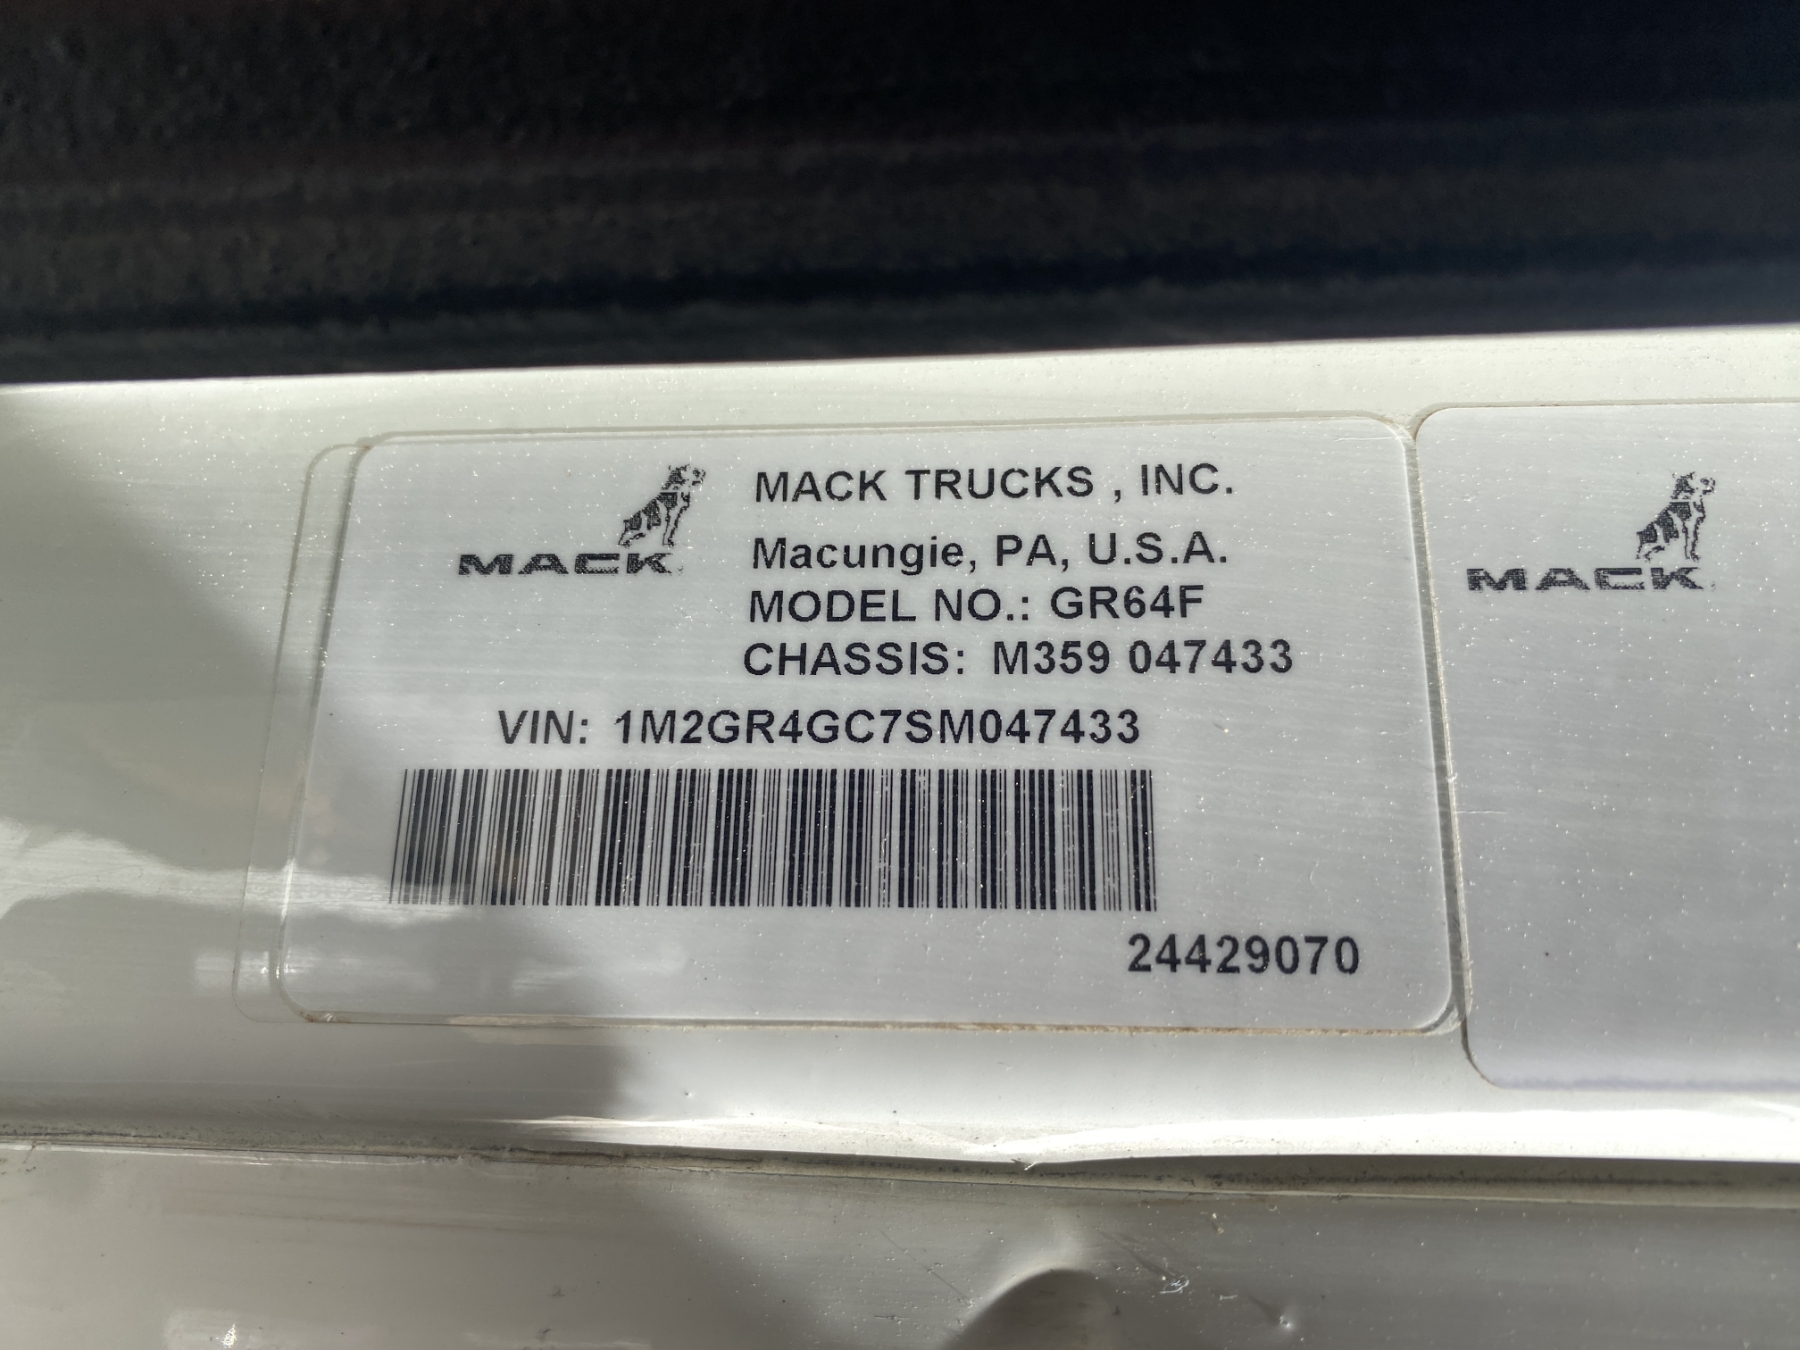 MACK TRUCKS , INC.
MACK
Macungie, PA, U.S.A.
MODEL NO.: GR64F
CHASSIS: M359 047433
VIN: 1M2GR4GC7SM047433
24429070
MACK